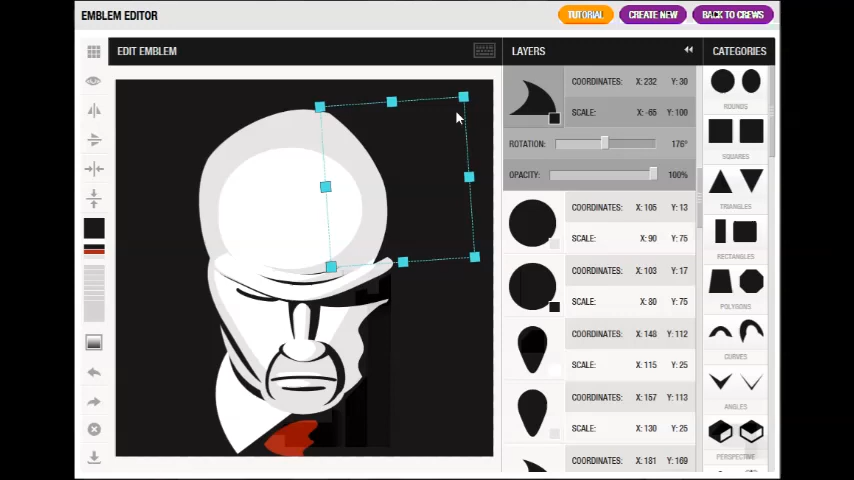 EMBLEM EDITOR
TUTORIAL
CREATE NEW
BACK TO CREWS
EDIT EMBLEM
LAYERS
CATEGORIES
COORDINATES: X: 232 Y: 30
SCALE: X: -65 Y: 100
ROTATION: 176°
OPACITY: 100%
COORDINATES: X: 105 Y: 13
SCALE: X: 90 Y: 75
COORDINATES: X: 103 Y: 17
SCALE: X: 80 Y: 75
COORDINATES: X: 148 Y: 112
SCALE: X: 115 Y: 25
COORDINATES: X: 157 Y: 113
SCALE: X: 130 Y: 25
COORDINATES: X: 181 Y: 169
ROUNDS
SQUARES
TRIANGLES
RECTANGLES
POLYGONS
CURVES
ANGLES
PERSPECTIVE